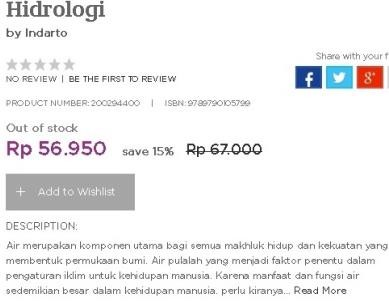 Hidrologi
by Indarto
Share with your f
NO REVIEW | BE THE FIRST TO REVIEW
PRODUCT NUMBER: 200294400 | ISBN: 9789790105799
Out of stock
Rp 56.950 save 15% Rp 67.000
+ Add to Wishlist
DESCRIPTION:
Air merupakan komponen utama bagi semua makhluk hidup dan kekuatan yang
membentuk permukaan bumi. Air pulalah yang menjadi faktor penentu dalam
pengaturan iklim untuk kehidupan manusia. Karena manfaat dan fungsi air
sedemikian besar dalam kehidupan manusia. perlu kiranya... Read More